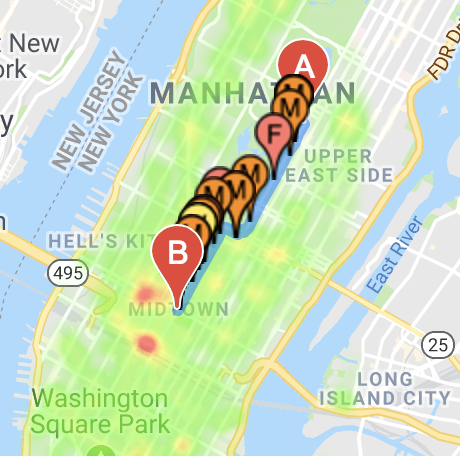 t New
ork
NEW JERSEY
NEW YORK
FDR Dr
A
MANHATTAN
M
F
UPPER
EAST SIDE
M
M
M
HELL'S KIT
B
495
MIDTOWN
East River
25
LONG
ISLAND CITY
Washington
Square Park